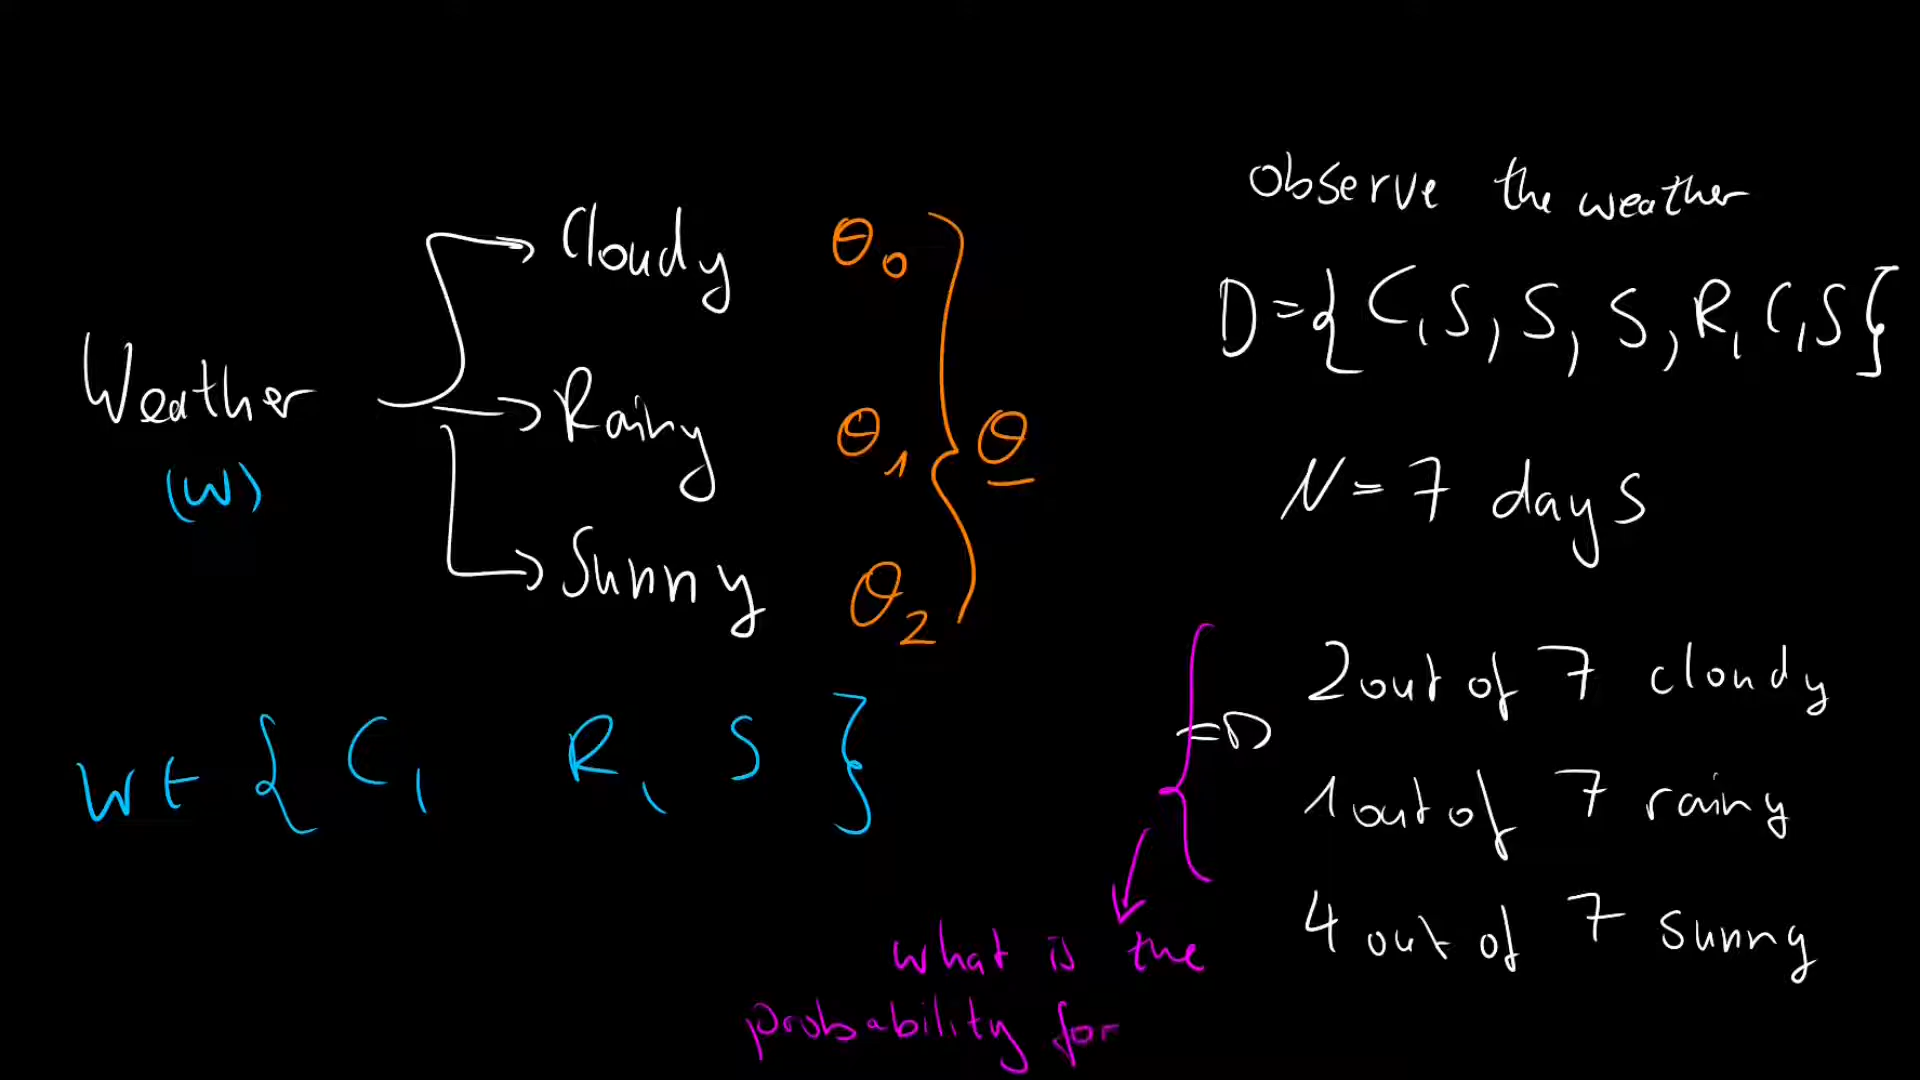 Weather
(W)
Cloudy θ₀
Rainy θ₁
Sunny θ₂
θ
W ∈ { C, R, S }
observe the weather
D = { C, S, S, S, R, C, S }
N = 7 days
⇒
2 out of 7 cloudy
1 out of 7 rainy
4 out of 7 sunny
what is the
probability for